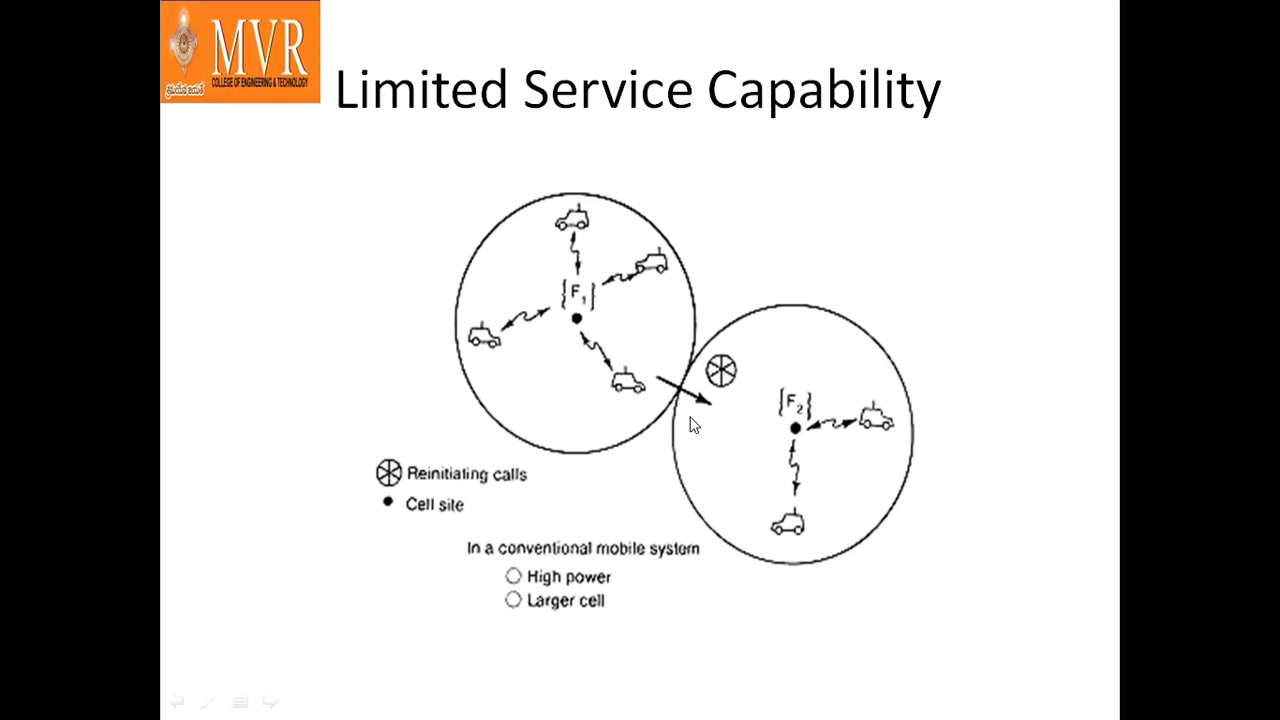 MVR
COLLEGE OF ENGINEERING & TECHNOLOGY
Limited Service Capability
{F1}
{F2}
Reinitiating calls
Cell site
In a conventional mobile system
High power
Larger cell